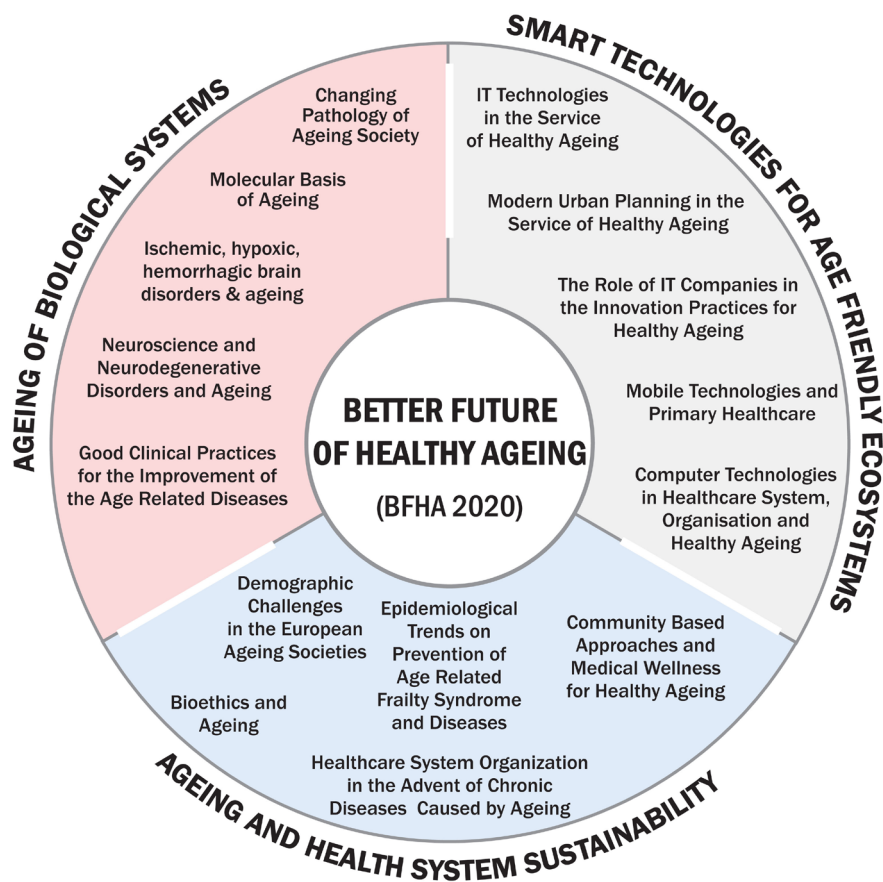 AGEING OF BIOLOGICAL SYSTEMS
Changing
Pathology of
Ageing Society
Molecular Basis
of Ageing
Ischemic, hypoxic,
hemorrhagic brain
disorders & ageing
Neuroscience and
Neurodegenerative
Disorders and Ageing
Good Clinical Practices
for the Improvement of
the Age Related Diseases
SMART TECHNOLOGIES FOR AGE FRIENDLY ECOSYSTEMS
IT Technologies
in the Service
of Healthy Ageing
Modern Urban Planning in the
Service of Healthy Ageing
The Role of IT Companies in
the Innovation Practices for
Healthy Ageing
Mobile Technologies and
Primary Healthcare
Computer Technologies
in Healthcare System,
Organisation and
Healthy Ageing
BETTER FUTURE
OF HEALTHY AGEING
(BFHA 2020)
Demographic
Challenges
in the European
Ageing Societies
Epidemiological
Trends on
Prevention of
Age Related
Frailty Syndrome
and Diseases
Community Based
Approaches and
Medical Wellness
for Healthy Ageing
Bioethics and
Ageing
Healthcare System Organization
in the Advent of Chronic
Diseases Caused by Ageing
AGEING AND HEALTH SYSTEM SUSTAINABILITY